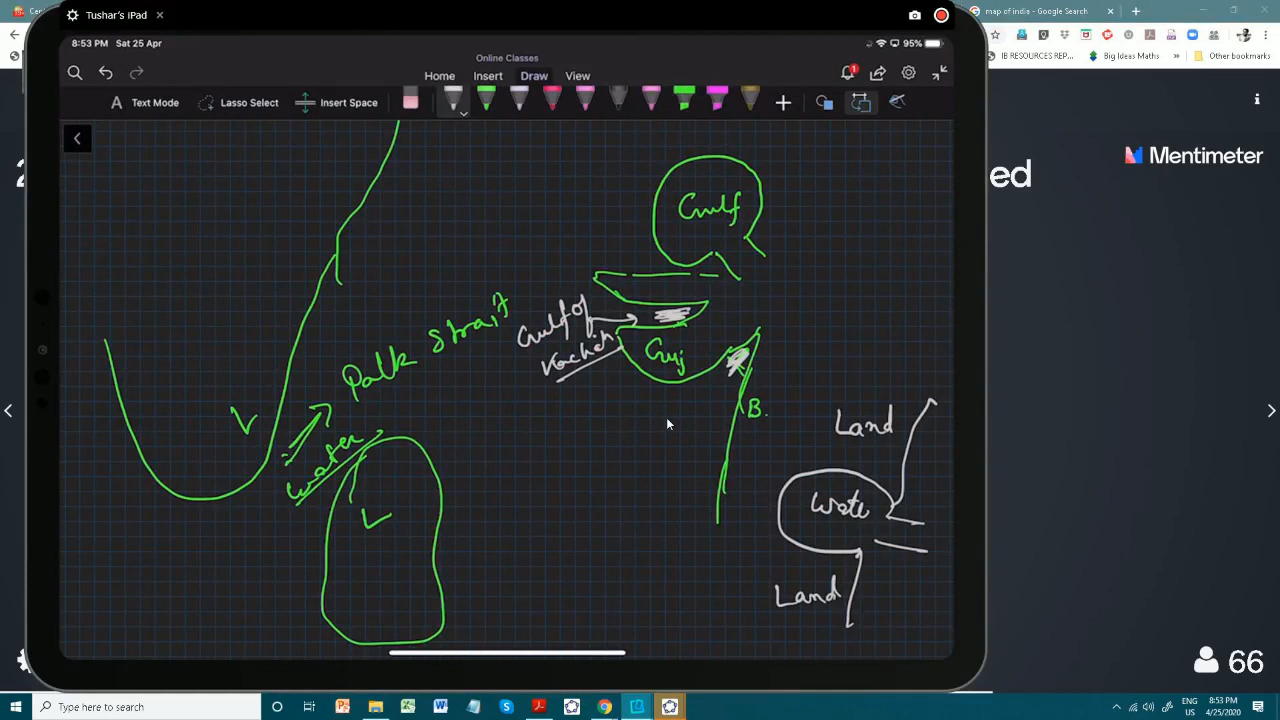 Tushar's iPad
map of india - Google Search
8:53 PM Sat 25 Apr
95%
Online Classes
Home Insert Draw View
1
IB RESOURCES REP...
Big Ideas Maths
Other bookmarks
Text Mode
Lasso Select
Insert Space
Mentimeter
ed
Gulf
Palk strait
Gulf of
Kachch
Guj
B.
V
Land
water
Wate
L
Land
66
Type here to search
ENG
US
8:53 PM
4/25/2020